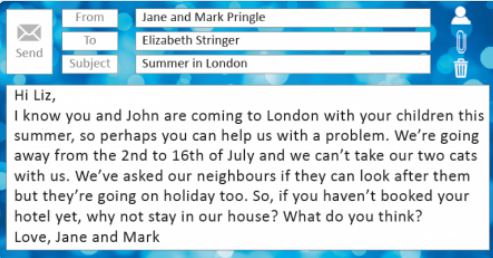 From Jane and Mark Pringle
Send
To Elizabeth Stringer
Subject Summer in London
Hi Liz,
I know you and John are coming to London with your children this
summer, so perhaps you can help us with a problem. We're going
away from the 2nd to 16th of July and we can't take our two cats
with us. We've asked our neighbours if they can look after them
but they're going on holiday too. So, if you haven't booked your
hotel yet, why not stay in our house? What do you think?
Love, Jane and Mark